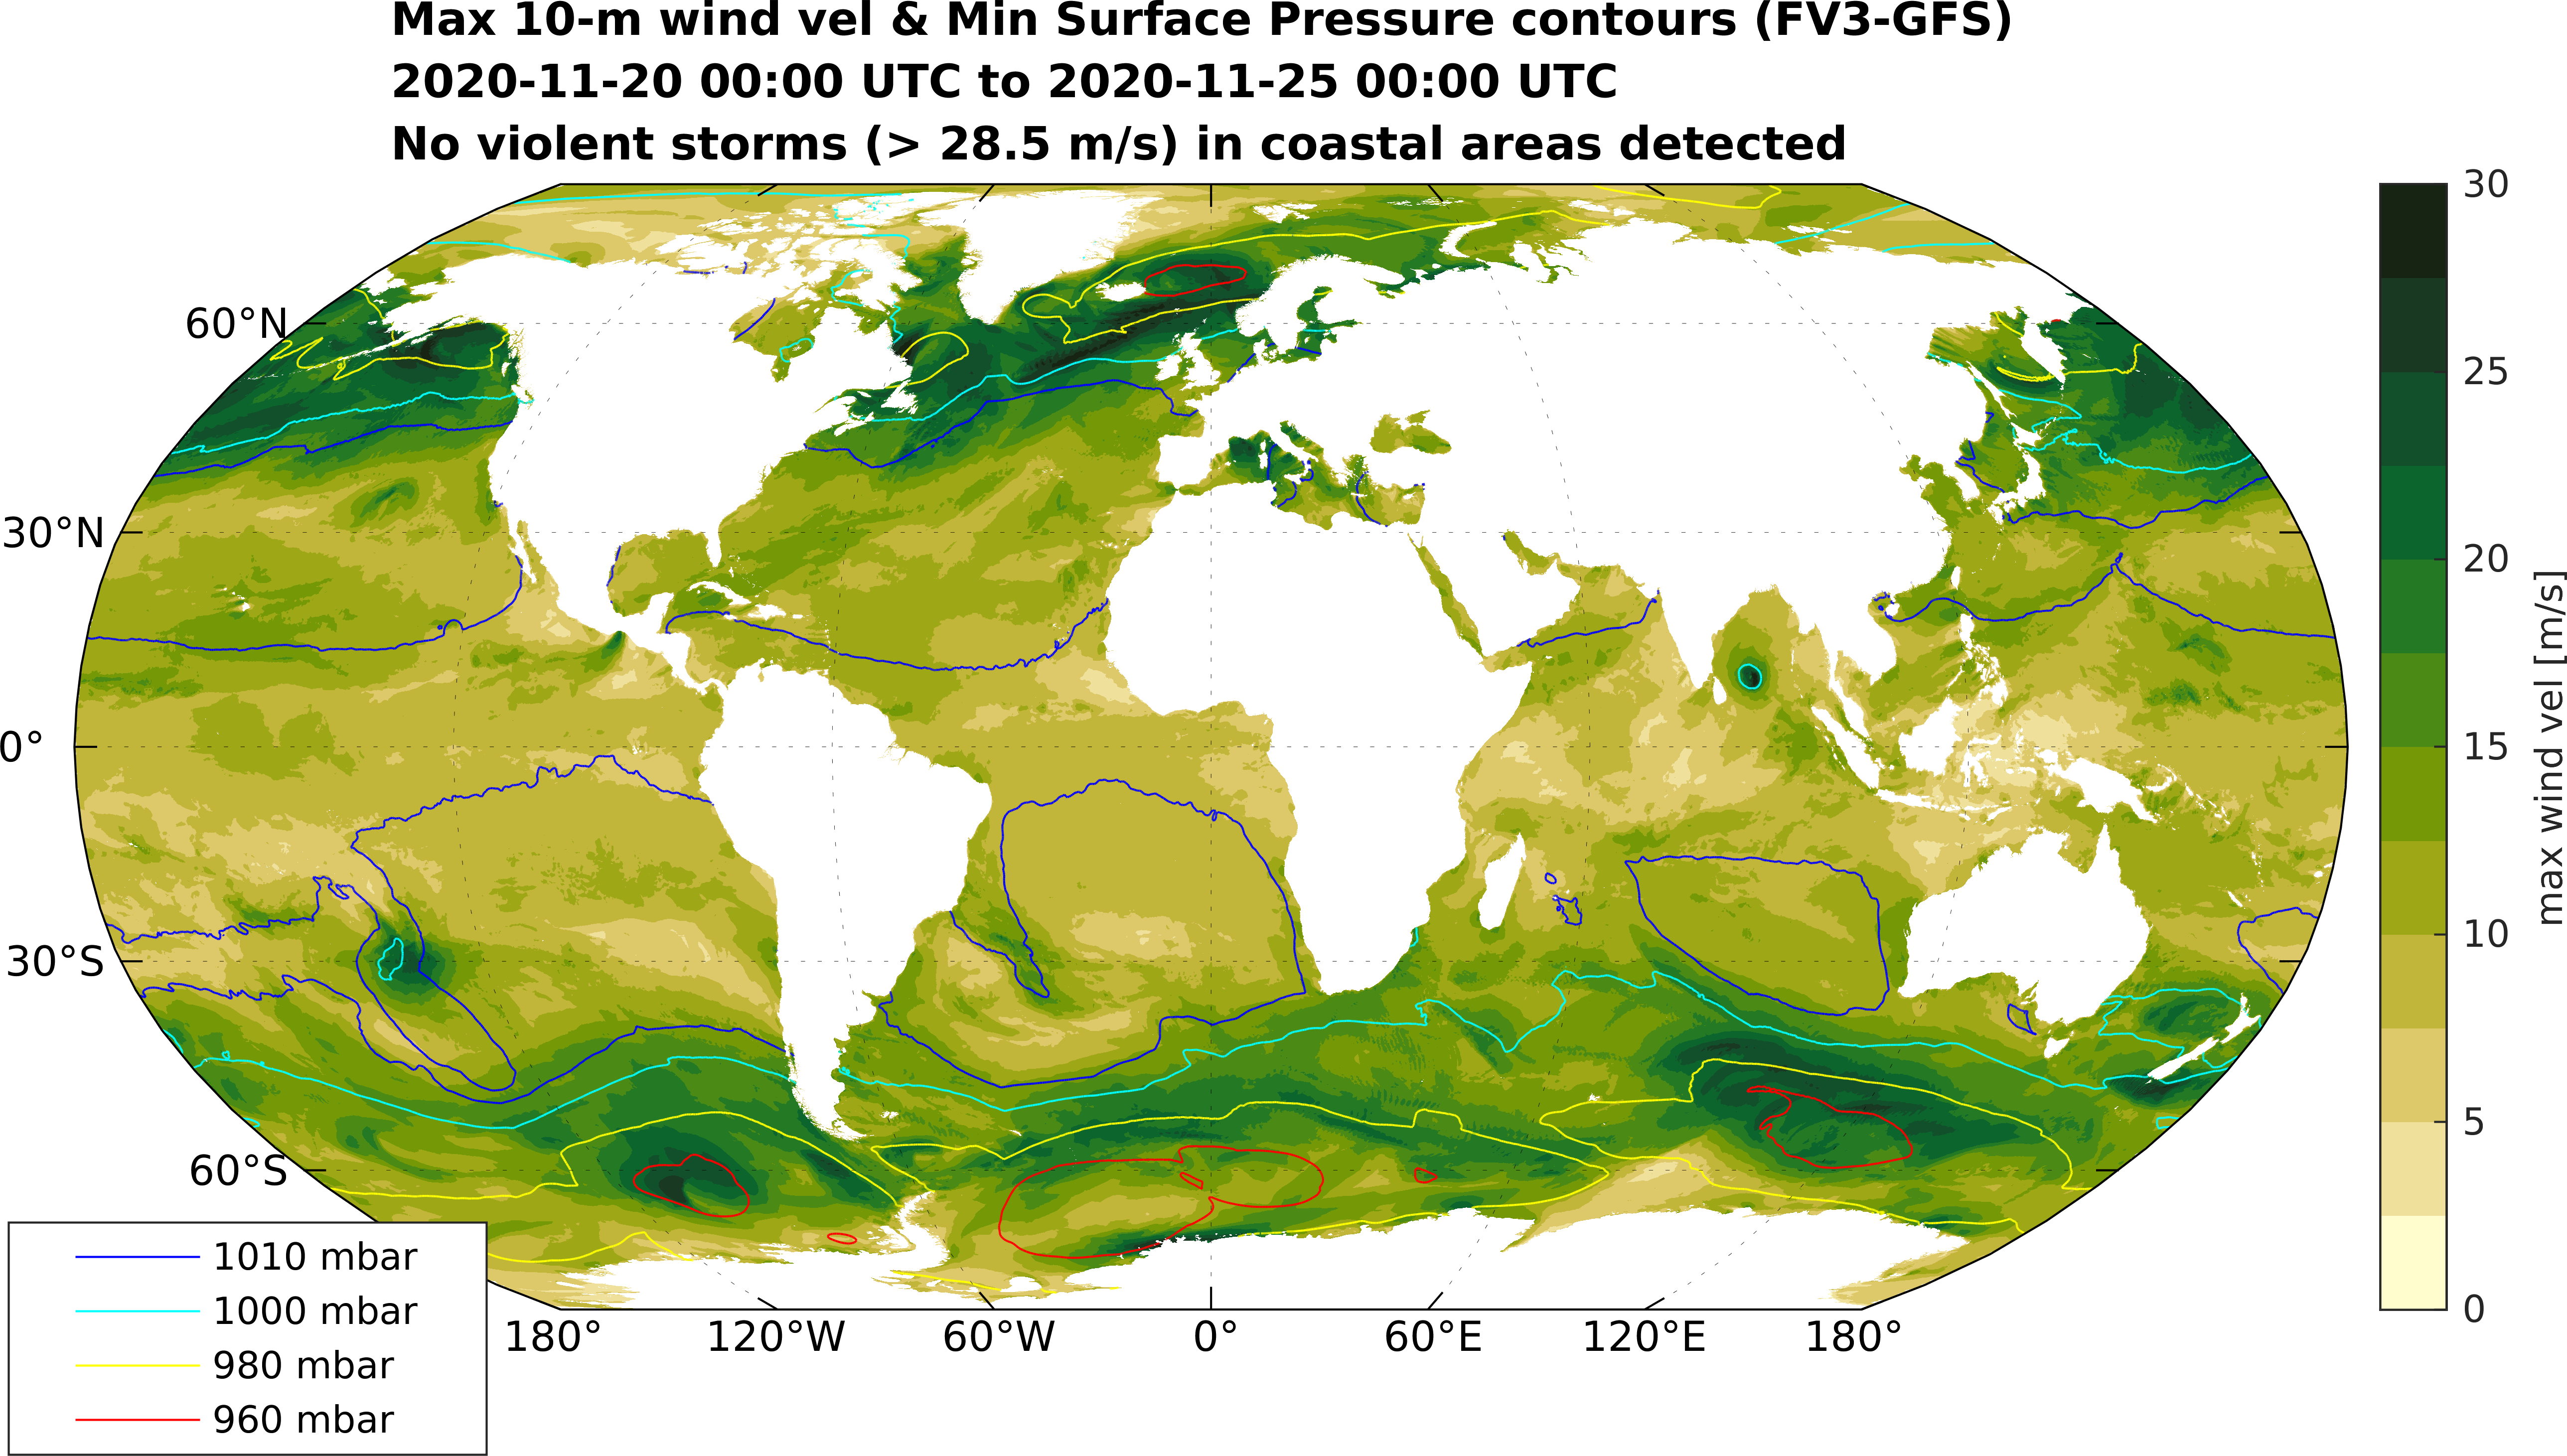 Max 10-m wind vel & Min Surface Pressure contours (FV3-GFS)
2020-11-20 00:00 UTC to 2020-11-25 00:00 UTC
No violent storms (> 28.5 m/s) in coastal areas detected
60°N
30°N
0°
30°S
60°S
180°
120°W
60°W
0°
60°E
120°E
180°
1010 mbar
1000 mbar
980 mbar
960 mbar
30
25
20
15
10
5
0
max wind vel [m/s]